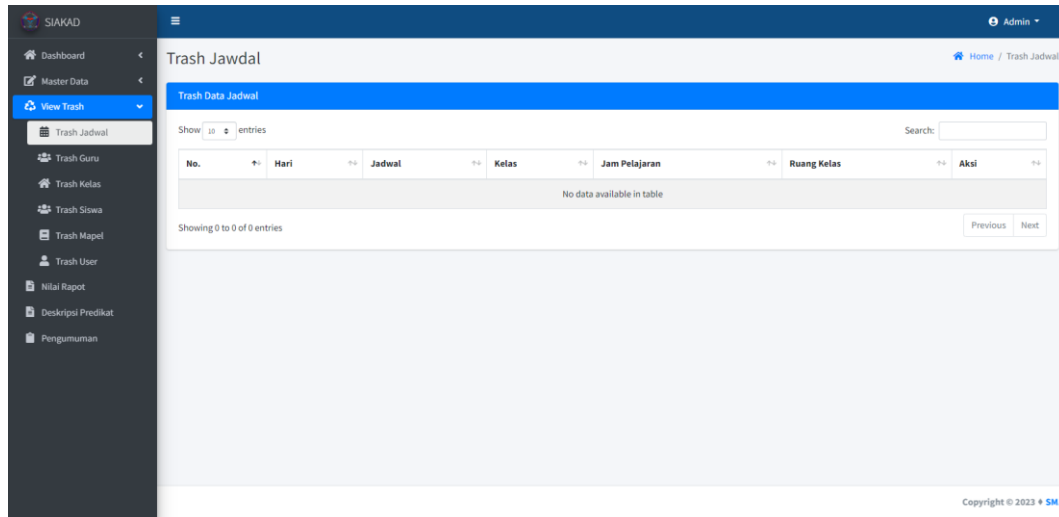 SIAKAD
Admin
Dashboard
Master Data
View Trash
Trash Jadwal
Trash Guru
Trash Kelas
Trash Siswa
Trash Mapel
Trash User
Nilai Rapot
Deskripsi Predikat
Pengumuman
Trash Jawdal
Home / Trash Jadwal
Trash Data Jadwal
Show 10 entries
Search:
No. Hari Jadwal Kelas Jam Pelajaran Ruang Kelas Aksi
No data available in table
Showing 0 to 0 of 0 entries
Previous Next
Copyright © 2023 ♦ SM